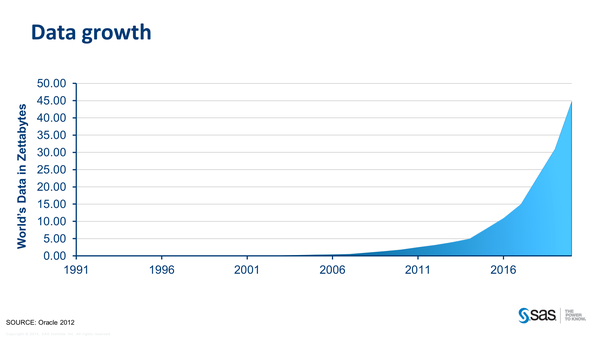 Data growth
World's Data in Zettabytes
50.00
45.00
40.00
35.00
30.00
25.00
20.00
15.00
10.00
5.00
0.00
1991 1996 2001 2006 2011 2016
SOURCE: Oracle 2012
sas
THE
POWER
TO KNOW.